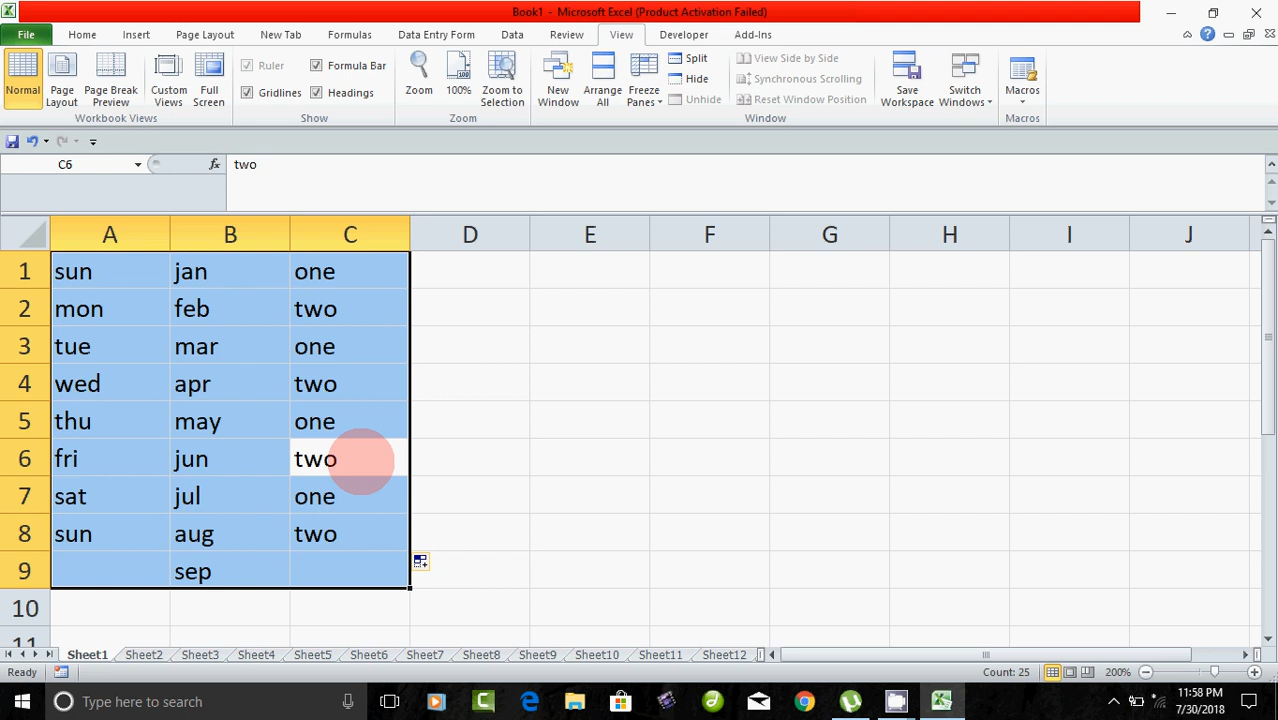 Book1 - Microsoft Excel (Product Activation Failed)
File Home Insert Page Layout New Tab Formulas Data Entry Form Data Review View Developer Add-Ins
Normal Page Layout Page Break Preview Custom Views Full Screen
Workbook Views
Ruler Formula Bar
Gridlines Headings
Show
Zoom 100% Zoom to Selection
Zoom
New Window Arrange All Freeze Panes
Split
Hide
Unhide
View Side by Side
Synchronous Scrolling
Reset Window Position
Save Workspace Switch Windows
Window
Macros
Macros
C6 fx two
A B C D E F G H I J
1 sun jan one
2 mon feb two
3 tue mar one
4 wed apr two
5 thu may one
6 fri jun two
7 sat jul one
8 sun aug two
9 sep
10
11
Sheet1 Sheet2 Sheet3 Sheet4 Sheet5 Sheet6 Sheet7 Sheet8 Sheet9 Sheet10 Sheet11 Sheet12
Ready Count: 25 200%
Type here to search
11:58 PM
7/30/2018